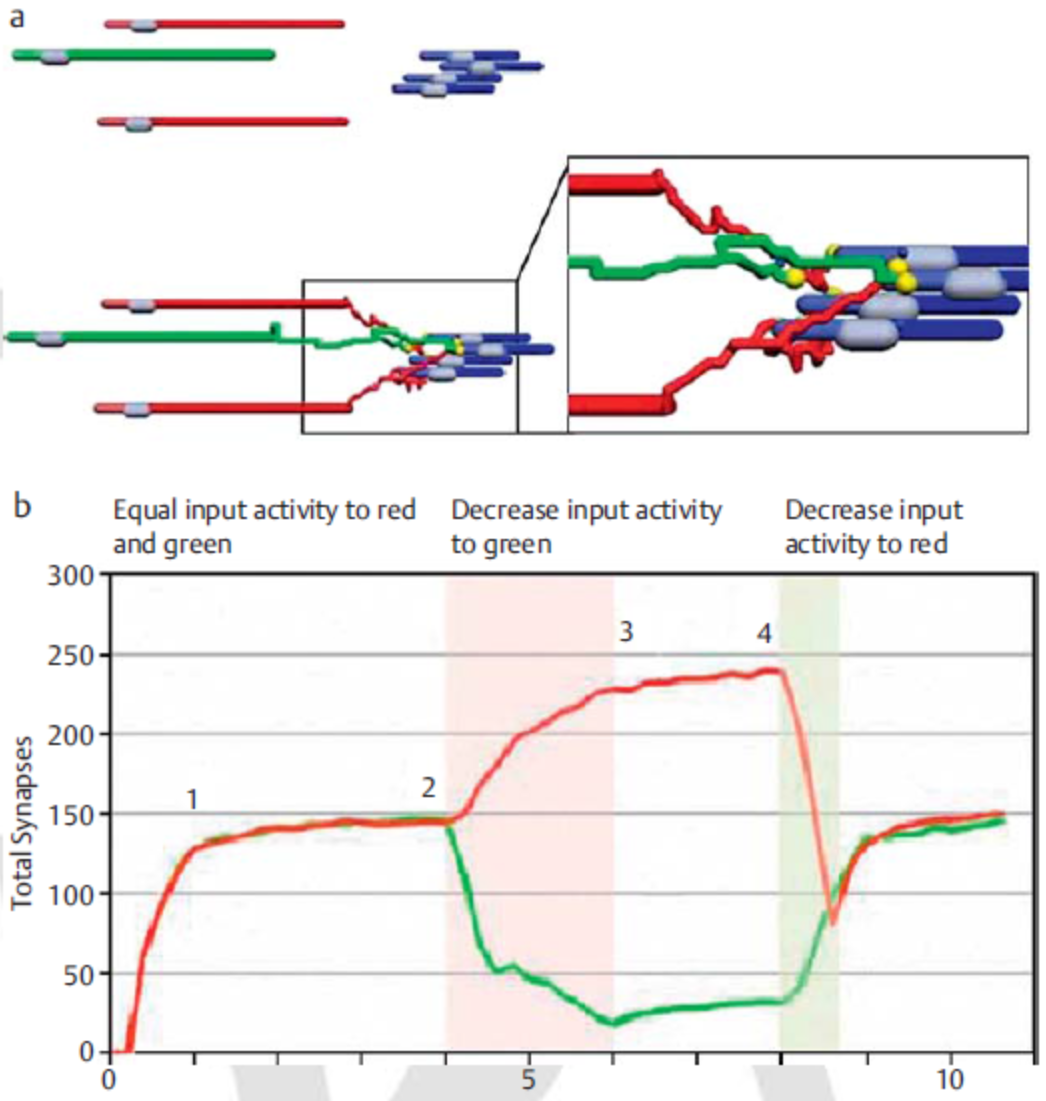 a
b
Equal input activity to red
and green
Decrease input activity
to green
Decrease input
activity to red
Total Synapses
300
250
200
150
100
50
0
1
2
3
4
0
5
10